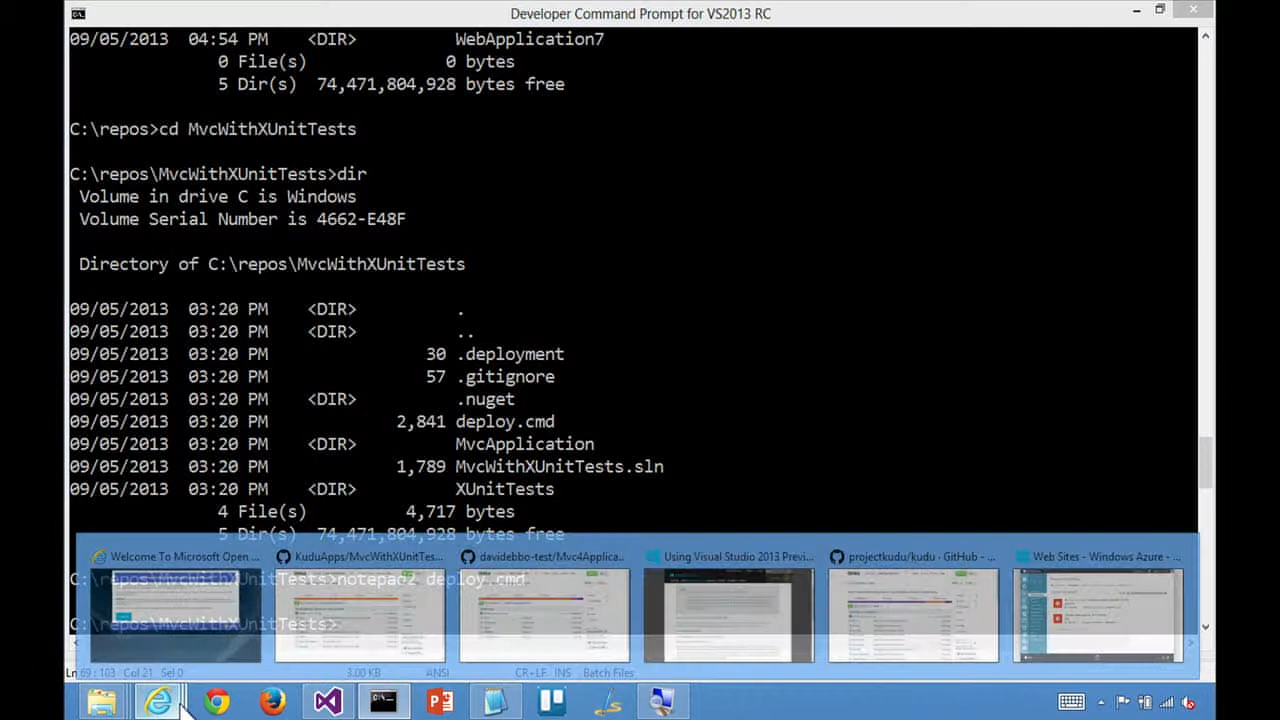 Developer Command Prompt for VS2013 RC
09/05/2013  04:54 PM    <DIR>          WebApplication7
0 File(s)              0 bytes
5 Dir(s)  74,471,804,928 bytes free
C:\repos>cd MvcWithXUnitTests
C:\repos\MvcWithXUnitTests>dir
Volume in drive C is Windows
Volume Serial Number is 4662-E48F
Directory of C:\repos\MvcWithXUnitTests
09/05/2013  03:20 PM    <DIR>          .
09/05/2013  03:20 PM    <DIR>          ..
09/05/2013  03:20 PM                30 .deployment
09/05/2013  03:20 PM                57 .gitignore
09/05/2013  03:20 PM    <DIR>          .nuget
09/05/2013  03:20 PM             2,841 deploy.cmd
09/05/2013  03:20 PM    <DIR>          MvcApplication
09/05/2013  03:20 PM             1,789 MvcWithXUnitTests.sln
09/05/2013  03:20 PM    <DIR>          XUnitTests
4 File(s)          4,717 bytes
5 Dir(s)  74,471,804,928 bytes free
Welcome To Microsoft Open ... KuduApps/MvcWithXUnitTes... davidebbo-test/Mvc4Applica... Using Visual Studio 2013 Previ... projectkudu/kudu · GitHub - ... Web Sites - Windows Azure - ...
C:\repos\MvcWithXUnitTests>notepad2 deploy.cmd
C:\repos\MvcWithXUnitTests>
Ln 69 : 103 Col 21 Sel 0 3.00 KB ANSI CR+LF INS Batch Files